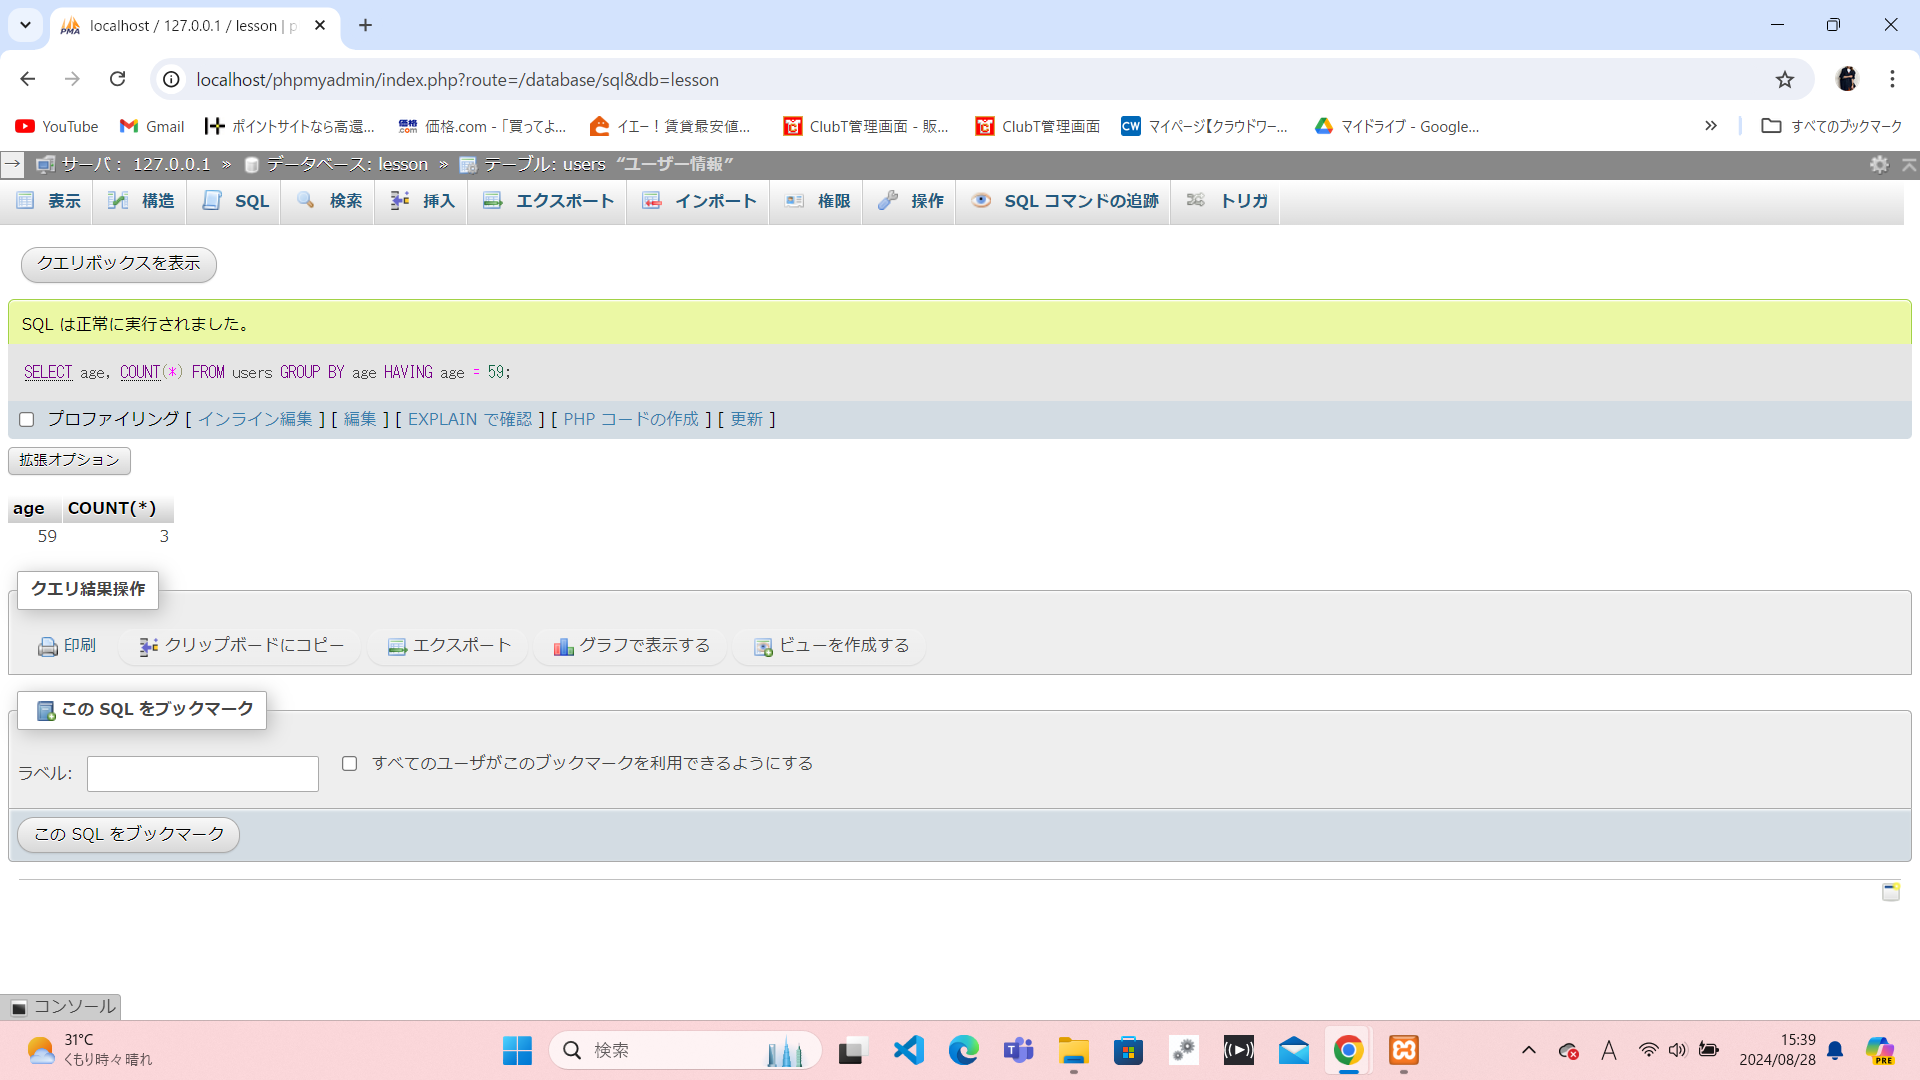 localhost / 127.0.0.1 / lesson | p
localhost/phpmyadmin/index.php?route=/database/sql&db=lesson
YouTube
Gmail
ポイントサイトなら高還...
価格.com - 「買ってよ...
イエー！賃貸最安値...
ClubT管理画面 - 販...
ClubT管理画面
マイページ【クラウドワー...
マイドライブ - Google...
すべてのブックマーク
サーバ： 127.0.0.1 » データベース: lesson » テーブル: users “ユーザー情報”
表示
構造
SQL
検索
挿入
エクスポート
インポート
権限
操作
SQL コマンドの追跡
トリガ
クエリボックスを表示
SQL は正常に実行されました。
SELECT age, COUNT(*) FROM users GROUP BY age HAVING age = 59;
プロファイリング [ インライン編集 ] [ 編集 ] [ EXPLAIN で確認 ] [ PHP コードの作成 ] [ 更新 ]
拡張オプション
age COUNT(*)
59 3
クエリ結果操作
印刷
クリップボードにコピー
エクスポート
グラフで表示する
ビューを作成する
この SQL をブックマーク
ラベル:
すべてのユーザがこのブックマークを利用できるようにする
この SQL をブックマーク
コンソール
31°C
くもり時々晴れ
検索
A
15:39
2024/08/28
PRE